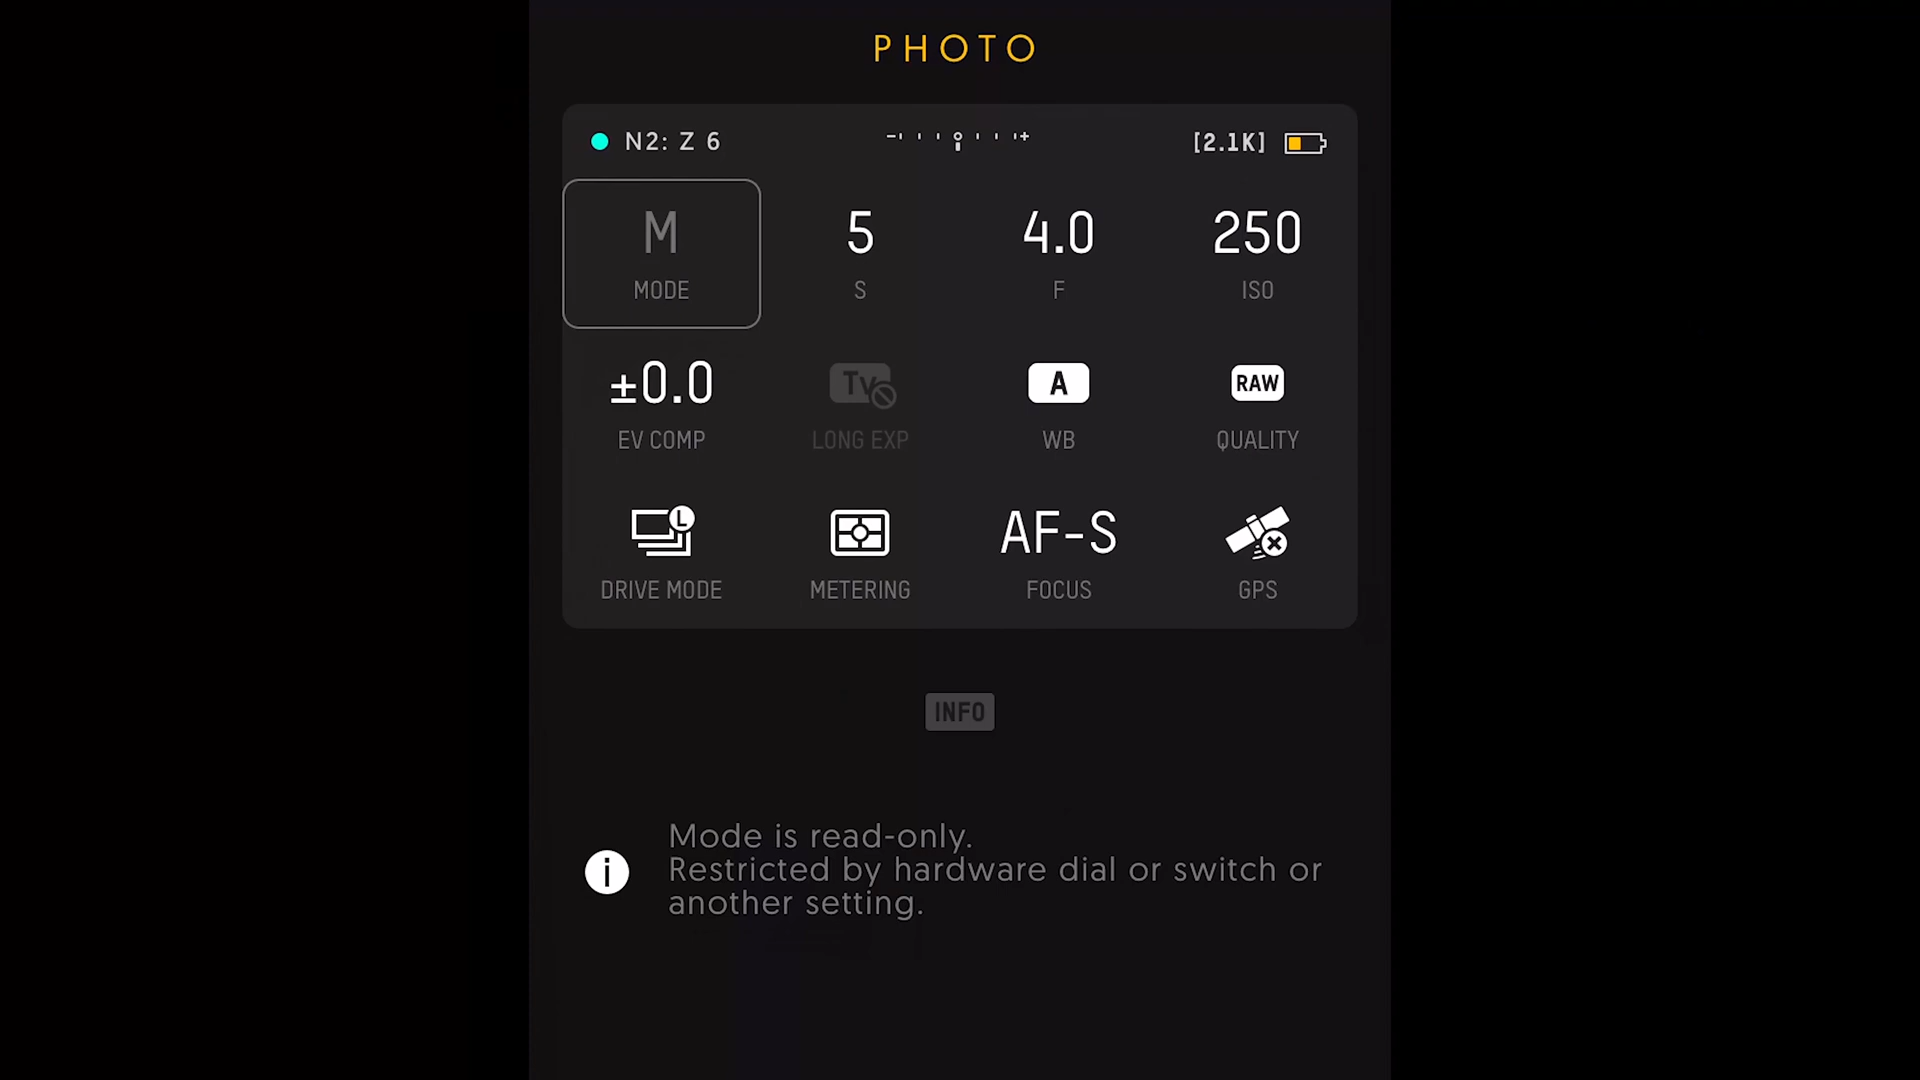 PHOTO
N2: Z 6 - + [2.1K]
M 5 4.0 250
MODE S F ISO
±0.0 Tv A RAW
EV COMP LONG EXP WB QUALITY
L AF-S
DRIVE MODE METERING FOCUS GPS
INFO
i
Mode is read-only.
Restricted by hardware dial or switch or
another setting.